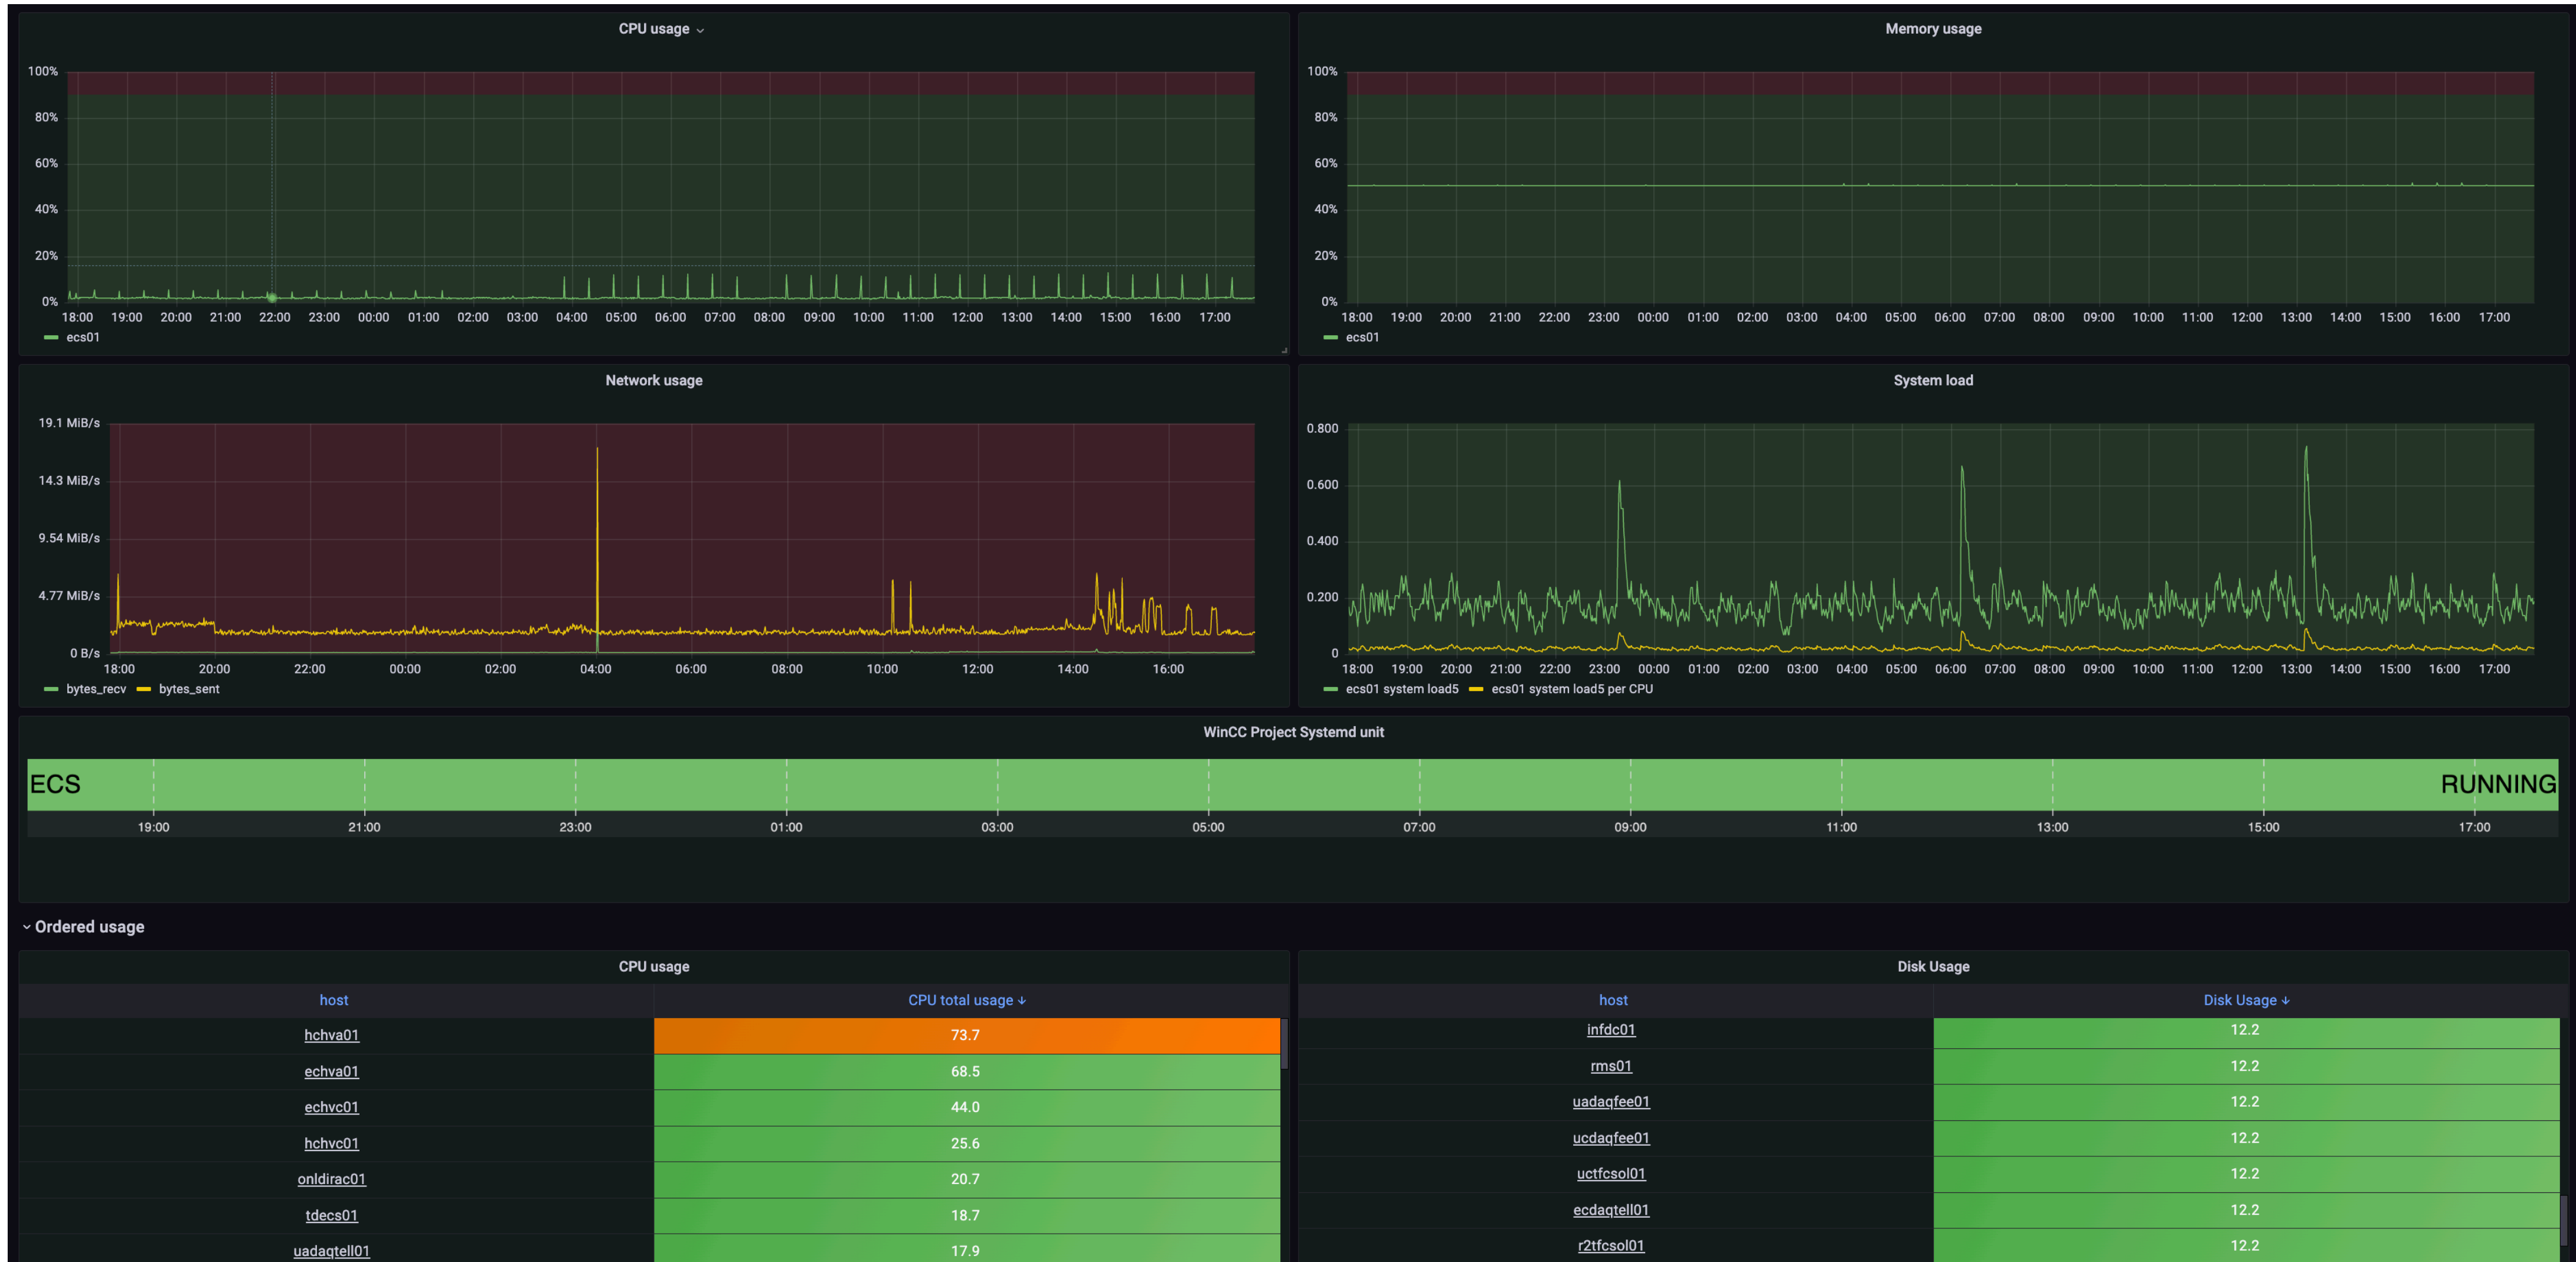 CPU usage
100%
80%
60%
40%
20%
0%
18:00 19:00 20:00 21:00 22:00 23:00 00:00 01:00 02:00 03:00 04:00 05:00 06:00 07:00 08:00 09:00 10:00 11:00 12:00 13:00 14:00 15:00 16:00 17:00
ecs01
Memory usage
100%
80%
60%
40%
20%
0%
18:00 19:00 20:00 21:00 22:00 23:00 00:00 01:00 02:00 03:00 04:00 05:00 06:00 07:00 08:00 09:00 10:00 11:00 12:00 13:00 14:00 15:00 16:00 17:00
ecs01
Network usage
19.1 MiB/s
14.3 MiB/s
9.54 MiB/s
4.77 MiB/s
0 B/s
18:00 20:00 22:00 00:00 02:00 04:00 06:00 08:00 10:00 12:00 14:00 16:00
bytes_recv bytes_sent
System load
0.800
0.600
0.400
0.200
0
18:00 19:00 20:00 21:00 22:00 23:00 00:00 01:00 02:00 03:00 04:00 05:00 06:00 07:00 08:00 09:00 10:00 11:00 12:00 13:00 14:00 15:00 16:00 17:00
ecs01 system load5 ecs01 system load5 per CPU
WinCC Project Systemd unit
ECS RUNNING
19:00 21:00 23:00 01:00 03:00 05:00 07:00 09:00 11:00 13:00 15:00 17:00
Ordered usage
CPU usage
host CPU total usage ↓
hchva01 73.7
echva01 68.5
echvc01 44.0
hchvc01 25.6
onldirac01 20.7
tdecs01 18.7
uadaqtell01 17.9
Disk Usage
host Disk Usage ↓
infdc01 12.2
rms01 12.2
uadaqfee01 12.2
ucdaqfee01 12.2
uctfcsol01 12.2
ecdaqtell01 12.2
r2tfcsol01 12.2